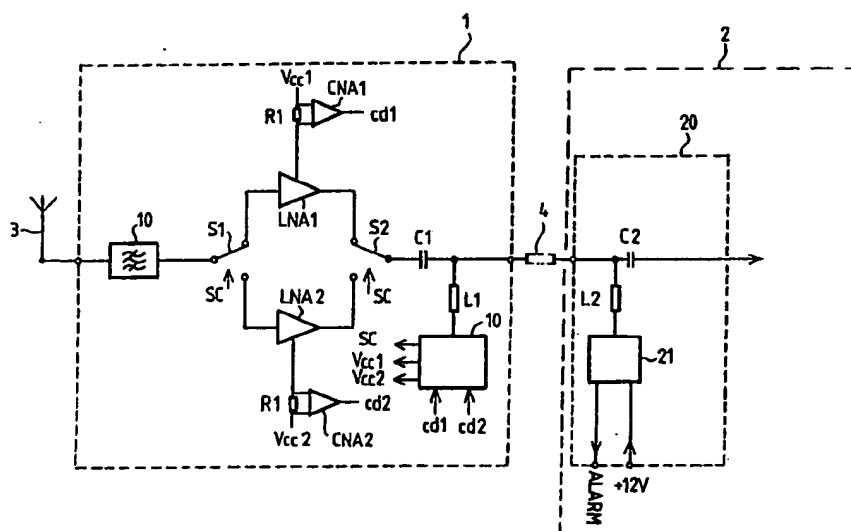 1
2
Vcc1
CNA1
R1
cd1
20
LNA1
3
10
S1
S2
C1
4
C2
SC
SC
LNA2
L1
10
L2
SC
Vcc1
Vcc2
21
R1
cd2
Vcc2
CNA2
cd1
cd2
ALARM
+12V